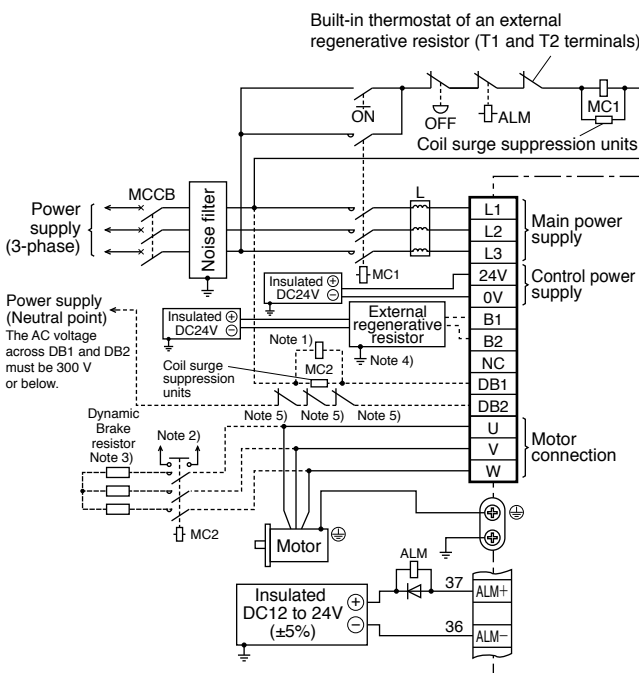 Built-in thermostat of an external
regenerative resistor (T1 and T2 terminals)
ON
OFF
ALM
MC1
Coil surge suppression units
MCCB
L
Power
supply
(3-phase)
Noise filter
L1
L2
L3
Main power
supply
MC1
24V
0V
Control power
supply
Insulated
DC24V
Insulated
DC24V
External
regenerative
resistor
B1
B2
Note 4)
Power supply
(Neutral point)
The AC voltage
across DB1 and DB2
must be 300 V
or below.
Note 1)
MC2
Coil surge
suppression
units
NC
DB1
DB2
Note 5)
Note 5)
Note 5)
Dynamic
Brake
resistor
Note 3)
Note 2)
MC2
U
V
W
Motor
connection
Motor
ALM
Insulated
DC12 to 24V
(±5%)
37
ALM+
36
ALM−